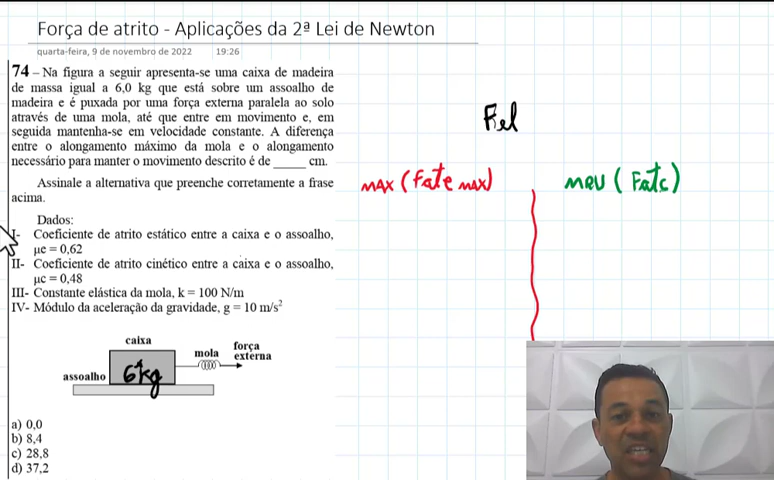 Força de atrito - Aplicações da 2ª Lei de Newton
quarta-feira, 9 de novembro de 2022 19:26
74 – Na figura a seguir apresenta-se uma caixa de madeira
de massa igual a 6,0 kg que está sobre um assoalho de
madeira e é puxada por uma força externa paralela ao solo
através de uma mola, até que entre em movimento e, em
seguida mantenha-se em velocidade constante. A diferença
entre o alongamento máximo da mola e o alongamento
necessário para manter o movimento descrito é de ______ cm.
Assinale a alternativa que preenche corretamente a frase
acima.
Dados:
I- Coeficiente de atrito estático entre a caixa e o assoalho,
μe = 0,62
II- Coeficiente de atrito cinético entre a caixa e o assoalho,
μc = 0,48
III- Constante elástica da mola, k = 100 N/m
IV- Módulo da aceleração da gravidade, g = 10 m/s²
caixa
mola
força
externa
assoalho
6kg
a) 0,0
b) 8,4
c) 28,8
d) 37,2
Fel
MAX (Fate MAX)
MRU (Fatc)